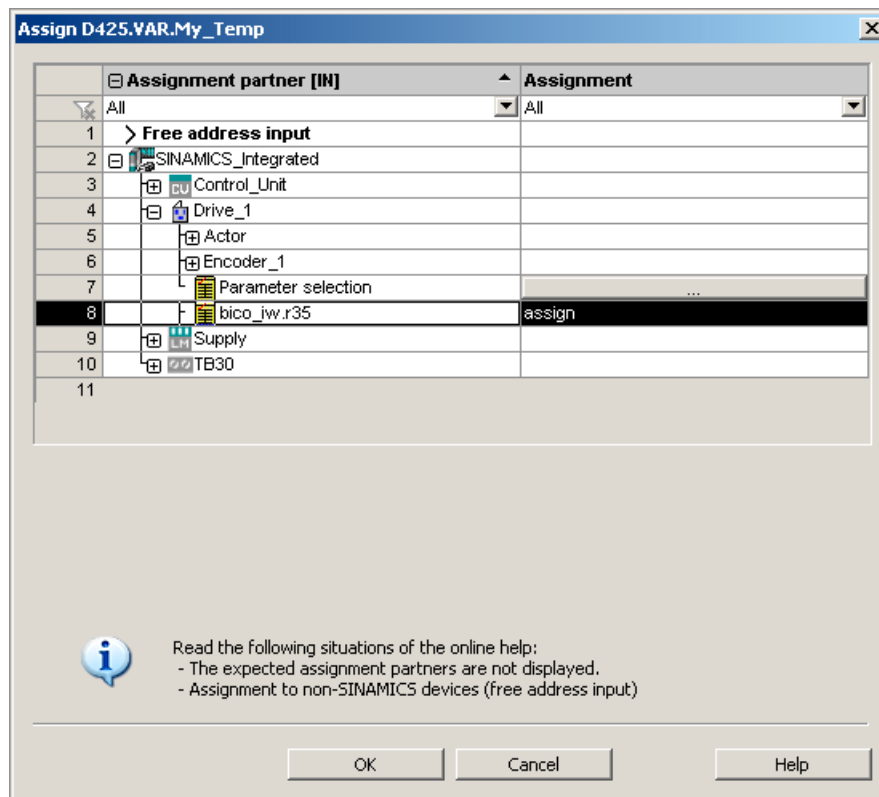 Assign D425.VAR.My_Temp
Assignment partner [IN] Assignment
All All
1 Free address input
2 SINAMICS_Integrated
3 CU Control_Unit
4 Drive_1
5 Actor
6 Encoder_1
7 Parameter selection ...
8 bico_iw.r35 assign
9 LM Supply
10 TB30
11
Read the following situations of the online help:
- The expected assignment partners are not displayed.
- Assignment to non-SINAMICS devices (free address input)
OK Cancel Help